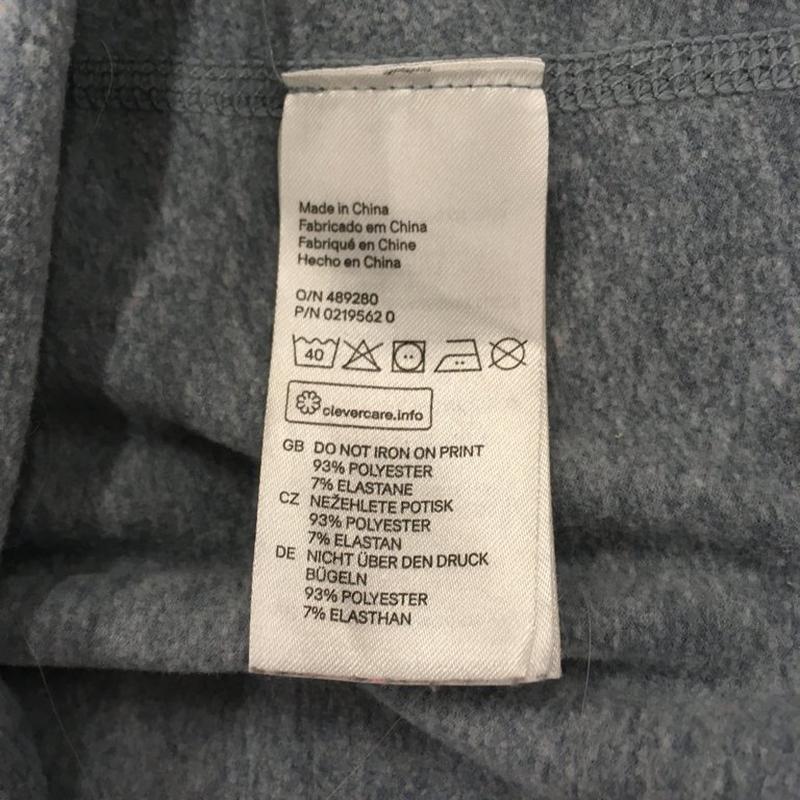 Made in China
Fabricado em China
Fabriqué en Chine
Hecho en China
O/N 489280
P/N 0219562 0
40
clevercare.info
GB DO NOT IRON ON PRINT
93% POLYESTER
7% ELASTANE
CZ NEŽEHLETE POTISK
93% POLYESTER
7% ELASTAN
DE NICHT ÜBER DEN DRUCK
BÜGELN
93% POLYESTER
7% ELASTHAN